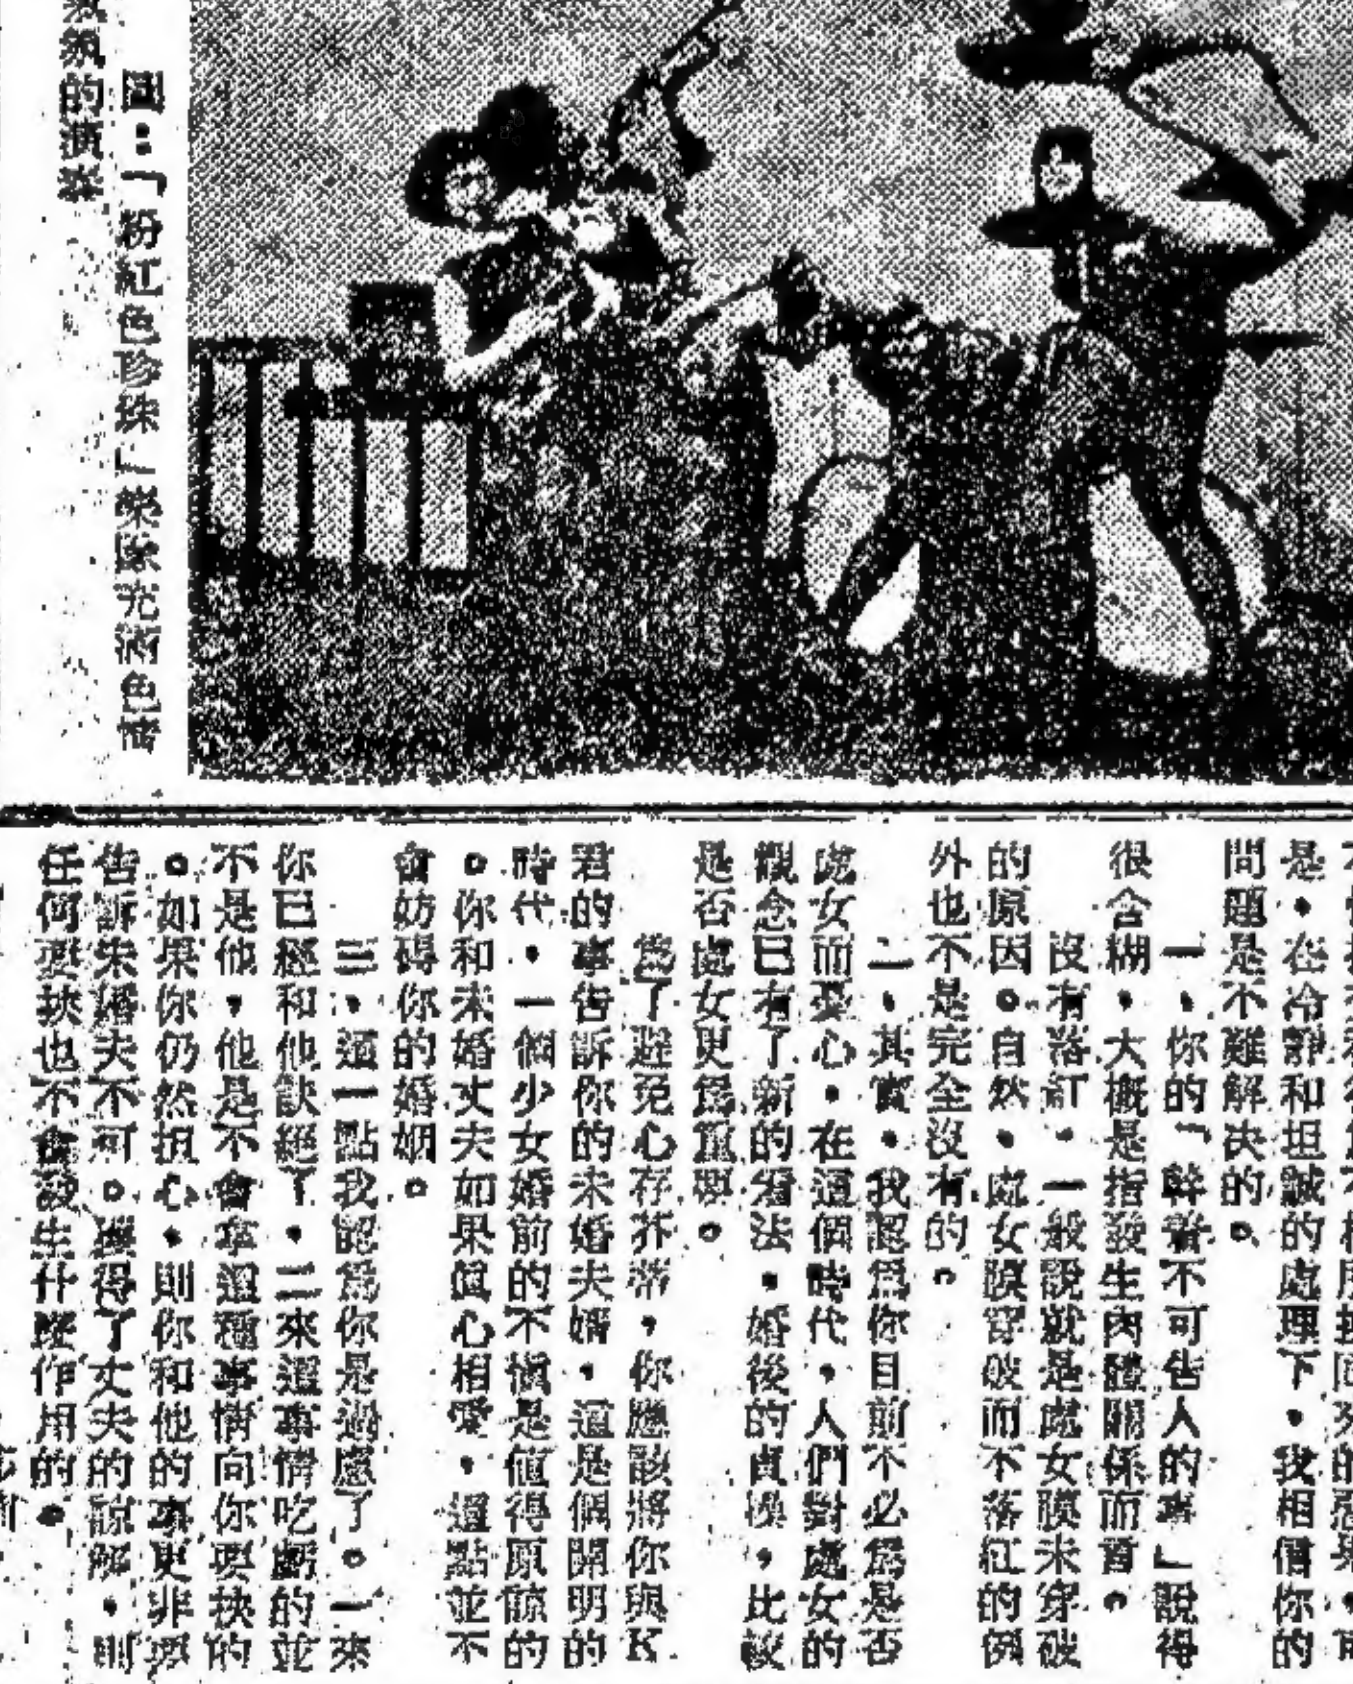 圖：「粉紅色珍珠」樂隊充滿色情
氛的演奏
是，在冷靜和坦誠的處理下，我相信你的
問題是不難解決的。
一、你的「幹着不可告人的事」說得
很含糊，大概是指發生肉體關係而言。
沒有落紅，一般說就是處女膜未穿破
的原因。自然，處女膜穿破而不落紅的例
外也不是完全沒有的。
二、其實，我認爲你目前不必爲是否
處女而憂心，在這個時代，人們對處女的
觀念已有了新的看法，婚後的貞操，比較
是否處女更爲重要。
爲了避免心存芥蒂，你應該將你與K
君的事告訴你的未婚夫婿，這是個開明的
時代，一個少女婚前的不愼是值得原諒的
。你和未婚丈夫如果眞心相愛，這點並不
會妨碍你的婚姻。
三、這一點我認爲你是過慮了。一來
你已經和他訣絕了，二來這事情吃虧的並
不是他，他是不會拿這種事情向你要挾的
。如果你仍然担心，則你和他的事更非要
告訴未婚夫不可。獲得了丈夫的諒解，則
任何要挾也不會發生什麼作用的。